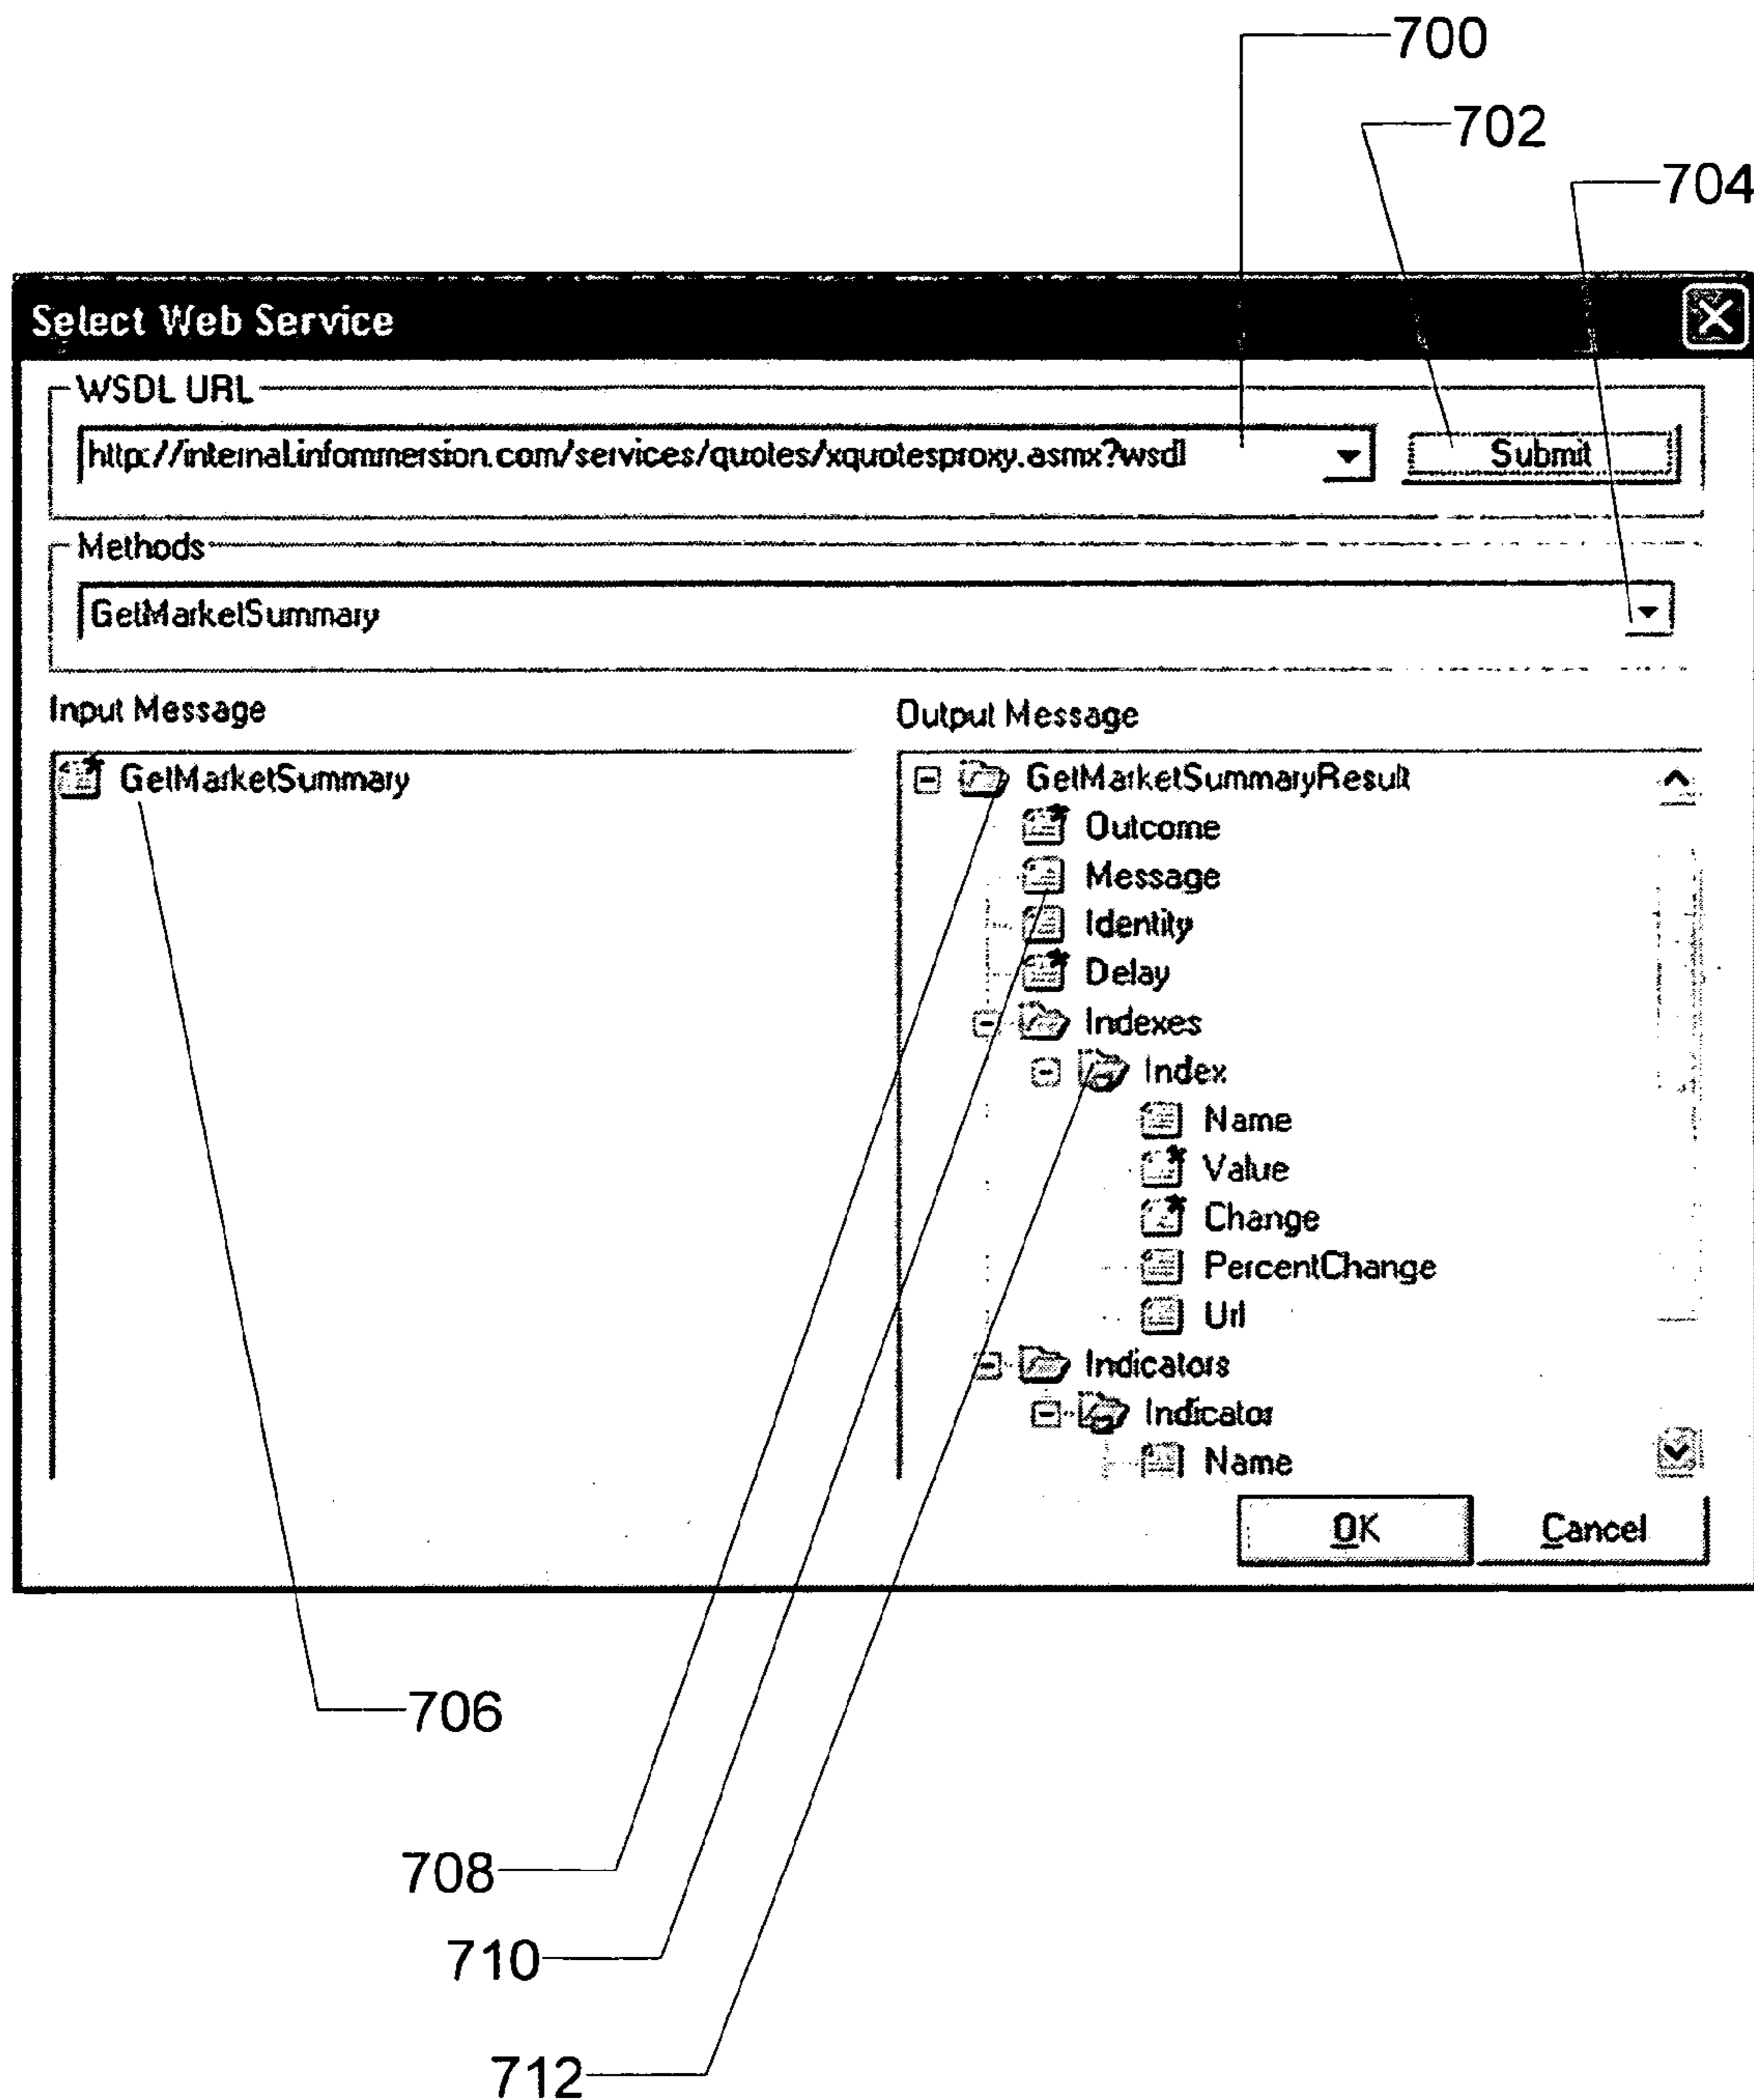 700
702
704
Select Web Service
WSDL URL
http://internal.infommersion.com/services/quotes/xquotesproxy.asmx?wsdl
Submit
Methods
GetMarketSummary
Input Message
Output Message
GetMarketSummary
GetMarketSummaryResult
Outcome
Message
Identity
Delay
Indexes
Index
Name
Value
Change
PercentChange
Url
Indicators
Indicator
Name
OK
Cancel
706
708
710
712